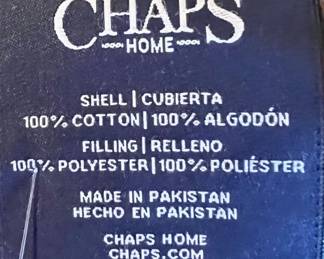 CHAPS
HOME
SHELL | CUBIERTA
100% COTTON | 100% ALGODÓN
FILLING | RELLENO
100% POLYESTER | 100% POLIÉSTER
MADE IN PAKISTAN
HECHO EN PAKISTAN
CHAPS HOME
CHAPS.COM